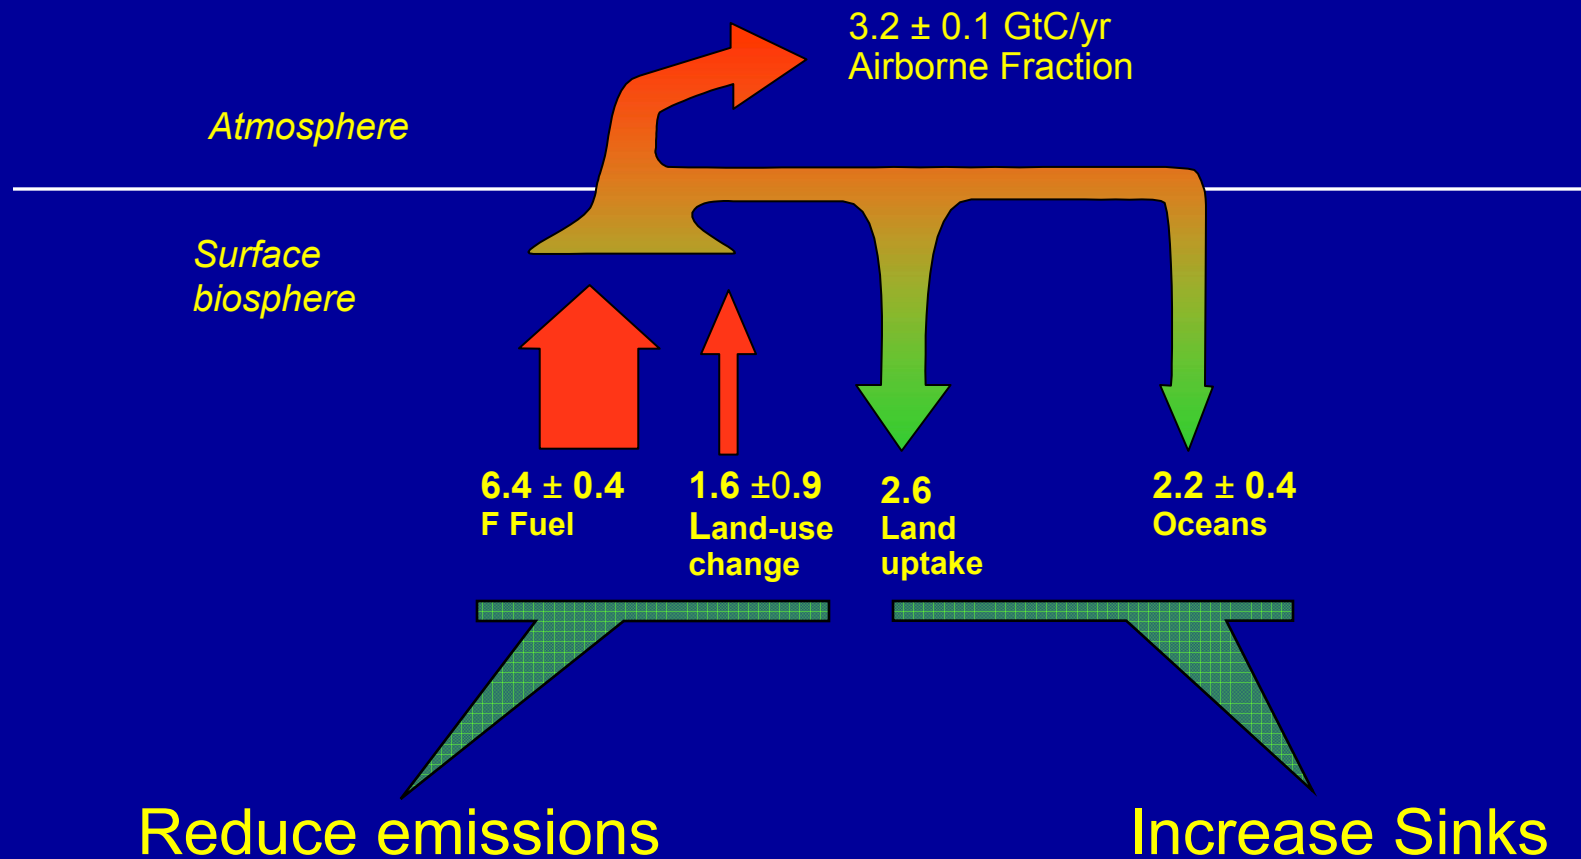 3.2 ± 0.1 GtC/yr
Airborne Fraction
Atmosphere
Surface
biosphere
6.4 ± 0.4
F Fuel
1.6 ±0.9
Land-use
change
2.6
Land
uptake
2.2 ± 0.4
Oceans
Reduce emissions
Increase Sinks